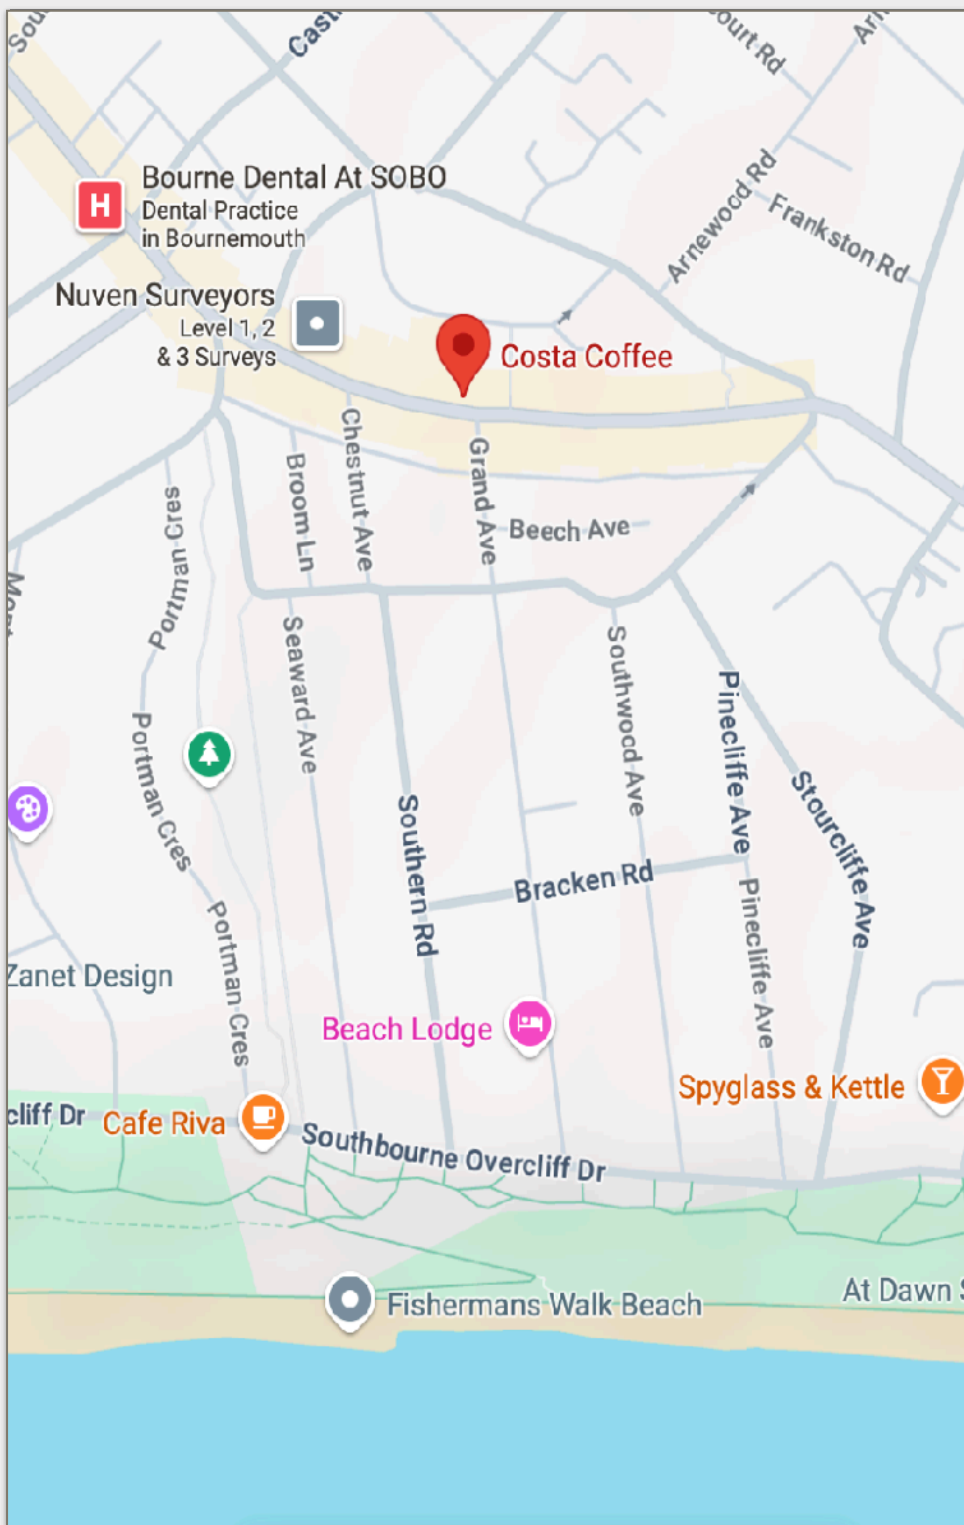 Court Rd
Bourne Dental At SOBO
Dental Practice
in Bournemouth
Arnewood Rd
Frankston Rd
Nuven Surveyors
Level 1, 2
& 3 Surveys
Costa Coffee
Chestnut Ave
Grand Ave
Broom Ln
Portman Cres
Beech Ave
Seaward Ave
Southwood Ave
Pinecliffe Ave
Portman Cres
Stourcliffe Ave
Southern Rd
Bracken Rd
Pinecliffe Ave
Portman Cres
Zanet Design
Beach Lodge
Spyglass & Kettle
cliff Dr
Cafe Riva
Southbourne Overcliff Dr
At Dawn
Fishermans Walk Beach